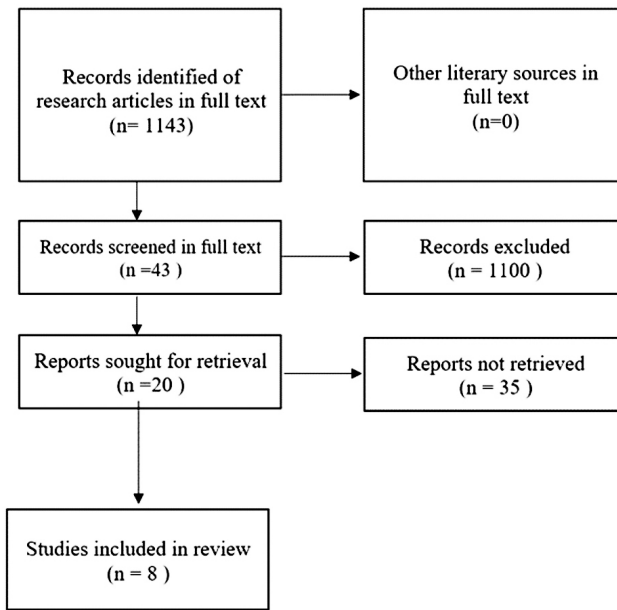 Records identified of
research articles in full text
(n= 1143)
Other literary sources in
full text
(n=0)
Records screened in full text
(n =43 )
Records excluded
(n = 1100 )
Reports sought for retrieval
(n =20 )
Reports not retrieved
(n = 35 )
Studies included in review
(n = 8 )